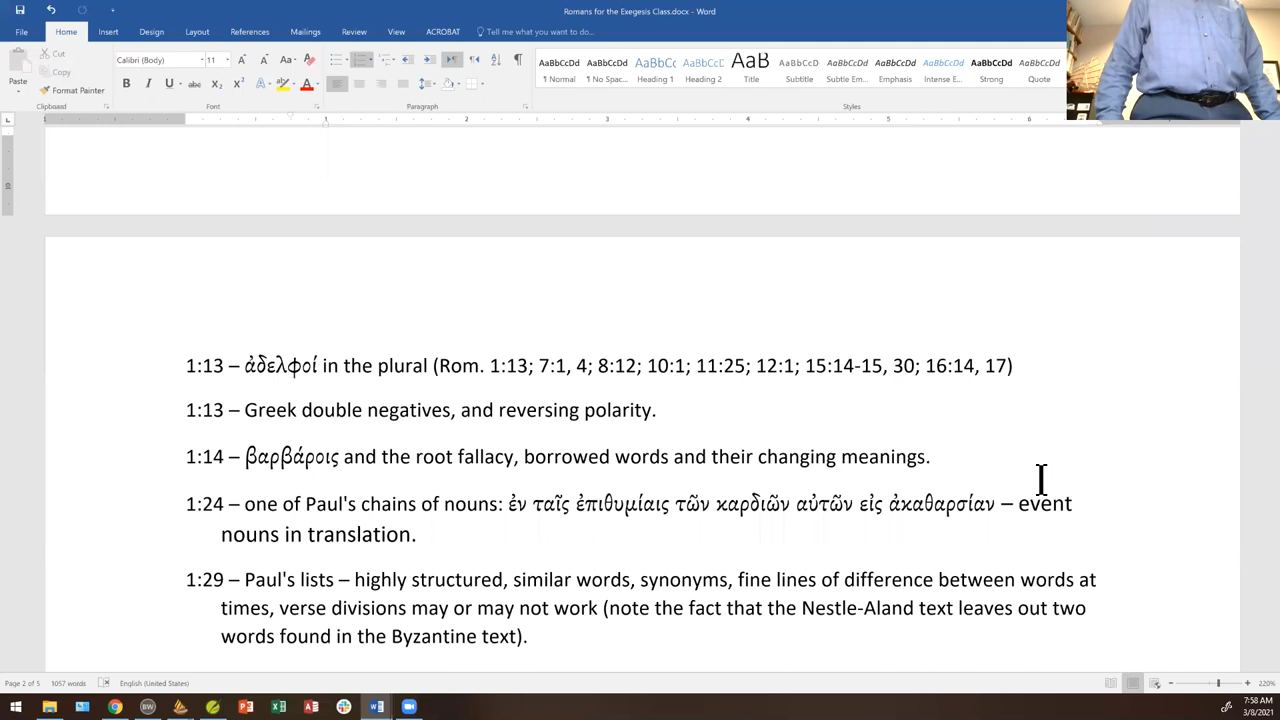 Romans for the Exegesis Class.docx - Word
File Home Insert Design Layout References Mailings Review View ACROBAT Tell me what you want to do...
Cut
Copy
Format Painter
Paste
Calibri (Body) 11
Clipboard Font Paragraph Styles
AaBbCcDd AaBbCcDd AaBbCc AaBbCcD AaB AaBbCcD AaBbCcDd AaBbCcDd AaBbCcDd AaBbCcDd AaBbCcDd
¶ Normal ¶ No Spac... Heading 1 Heading 2 Title Subtitle Subtle Em... Emphasis Intense E... Strong Quote
1:13 – ἀδελφοί in the plural (Rom. 1:13; 7:1, 4; 8:12; 10:1; 11:25; 12:1; 15:14-15, 30; 16:14, 17)
1:13 – Greek double negatives, and reversing polarity.
1:14 – βαρβάροις and the root fallacy, borrowed words and their changing meanings.
1:24 – one of Paul's chains of nouns: ἐν ταῖς ἐπιθυμίαις τῶν καρδιῶν αὐτῶν εἰς ἀκαθαρσίαν – event
nouns in translation.
1:29 – Paul's lists – highly structured, similar words, synonyms, fine lines of difference between words at
times, verse divisions may or may not work (note the fact that the Nestle-Aland text leaves out two
words found in the Byzantine text).
Page 2 of 5 1057 words English (United States) 220%
7:58 AM
3/8/2021